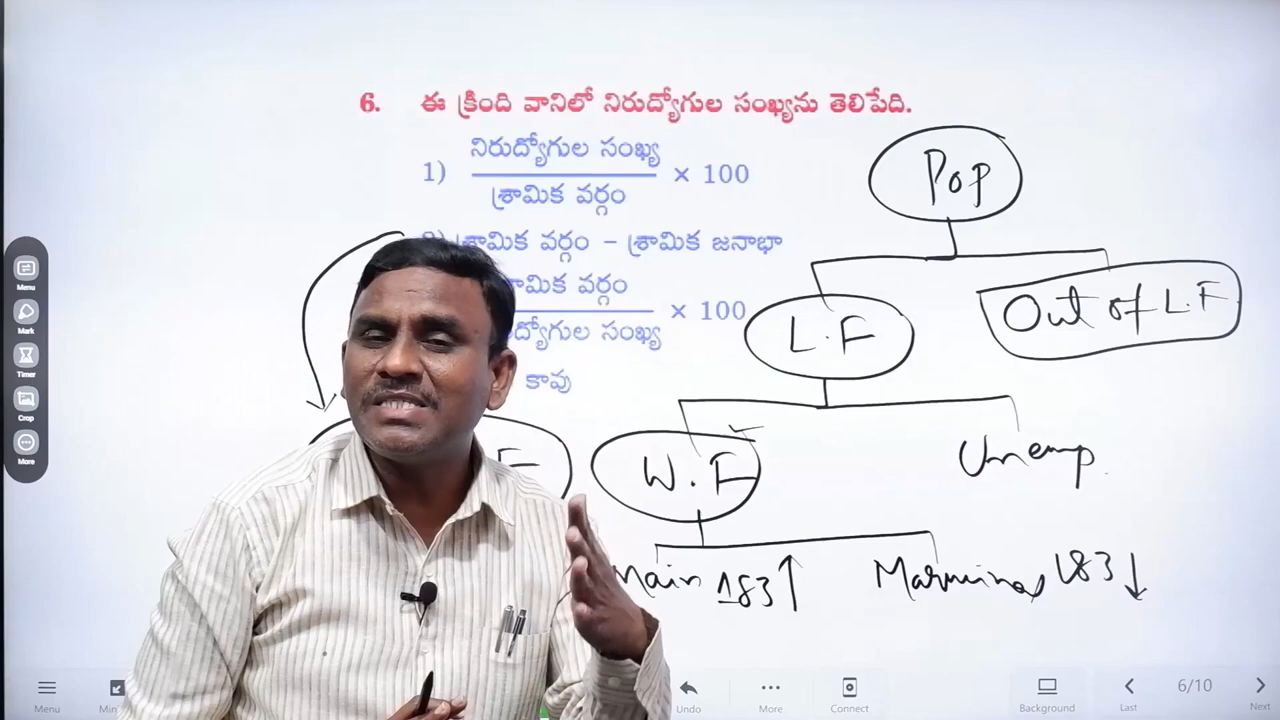 6. ఈ క్రింది వానిలో నిరుద్యోగుల సంఖ్యను తెలిపేది.
1) నిరుద్యోగుల సంఖ్య
శ్రామిక వర్గం
× 100
శ్రామిక వర్గం – శ్రామిక జనాభా
వర్గం
సంఖ్య
× 100
కావు
Pop
L.F
Out of L.F
W.F
Unemp.
F
Main 183 ↑
183 ↓
Menu
Mark
Timer
Crop
More
Menu
Undo
More
Connect
Background
Last
6/10
Next